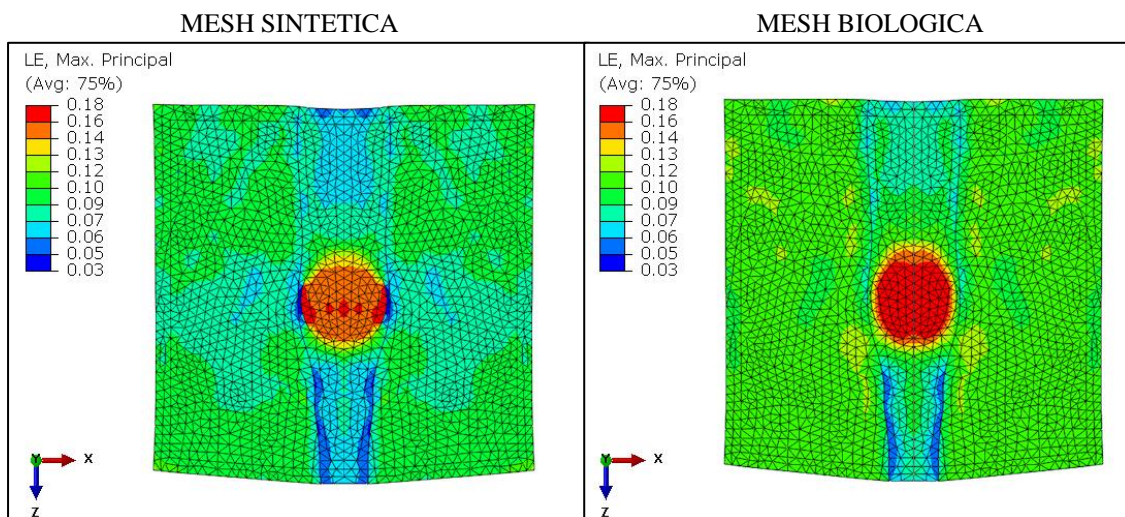 MESH SINTETICA
MESH BIOLOGICA
LE, Max. Principal
(Avg: 75%)
0.18
0.16
0.14
0.13
0.12
0.10
0.09
0.07
0.06
0.05
0.03
X
Y
Z
LE, Max. Principal
(Avg: 75%)
0.18
0.16
0.14
0.13
0.12
0.10
0.09
0.07
0.06
0.05
0.03
X
Y
Z